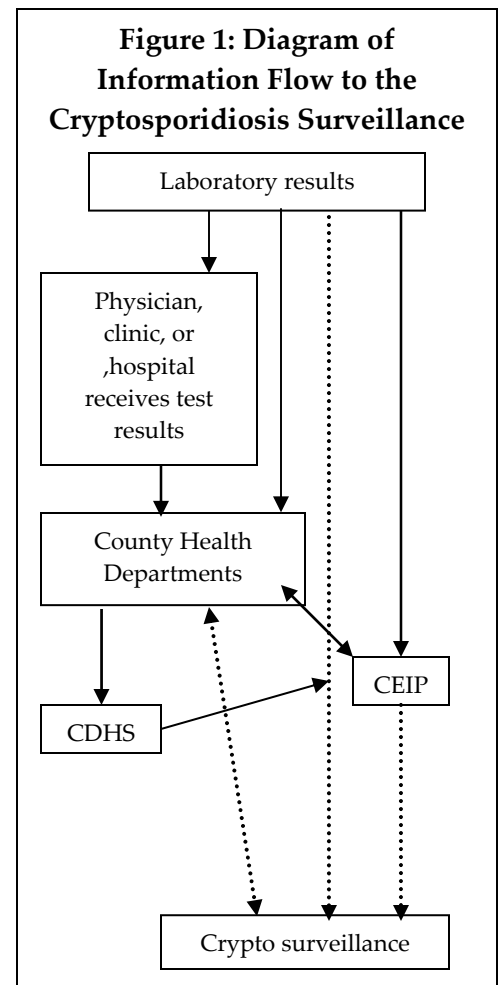 Figure 1: Diagram of
Information Flow to the
Cryptosporidiosis Surveillance
Laboratory results
Physician,
clinic, or
,hospital
receives test
results
County Health
Departments
CEIP
CDHS
Crypto surveillance